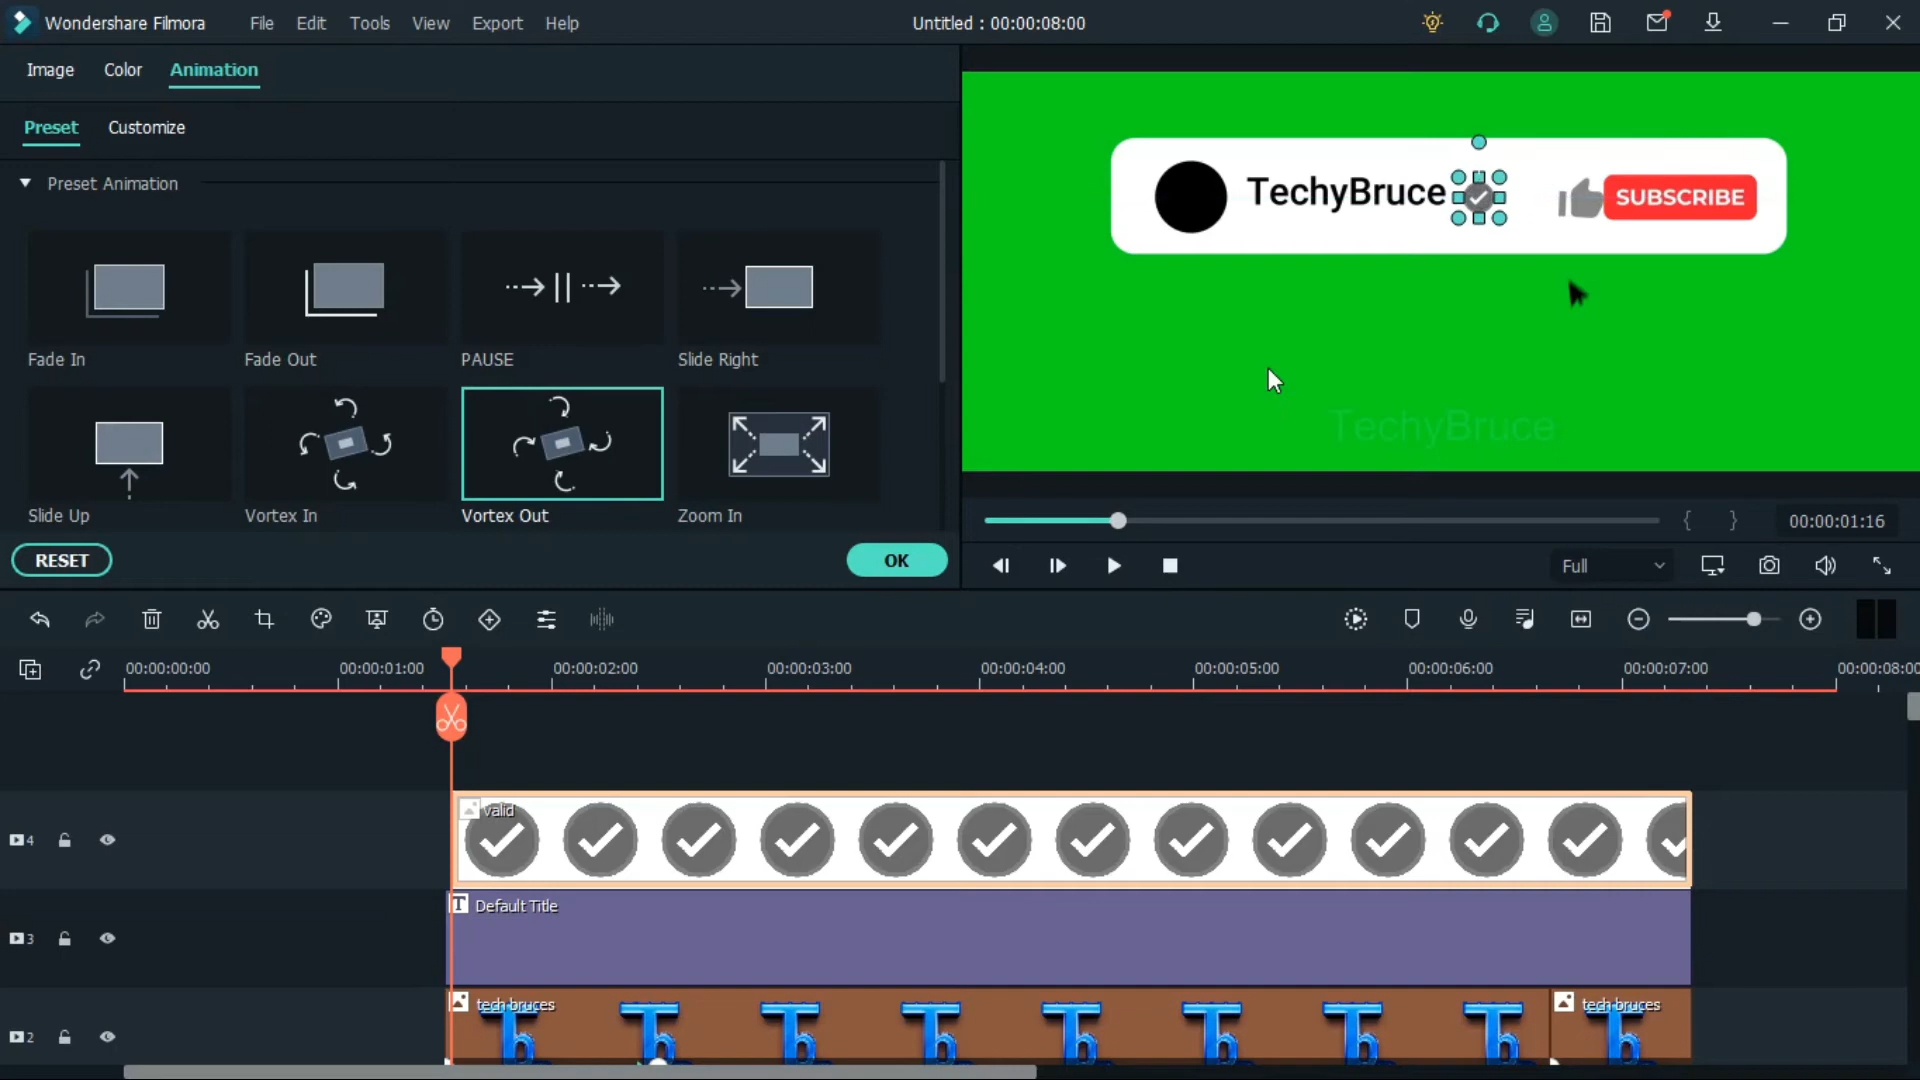 Wondershare Filmora File Edit Tools View Export Help Untitled : 00:00:08:00
Image Color Animation
Preset Customize
Preset Animation
Fade In Fade Out PAUSE Slide Right
Slide Up Vortex In Vortex Out Zoom In
RESET OK
TechyBruce SUBSCRIBE
TechyBruce
{ } 00:00:01:16
Full
00:00:00:00 00:00:01:00 00:00:02:00 00:00:03:00 00:00:04:00 00:00:05:00 00:00:06:00 00:00:07:00 00:00:08:00
4 valid
3 T Default Title
2 tech bruces tech bruces